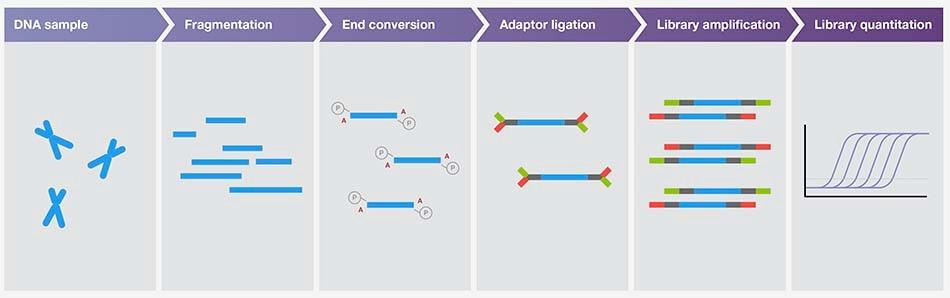 DNA sample
Fragmentation
End conversion
Adaptor ligation
Library amplification
Library quantitation
P
A
A
P
P
A
A
P
P
A
A
P